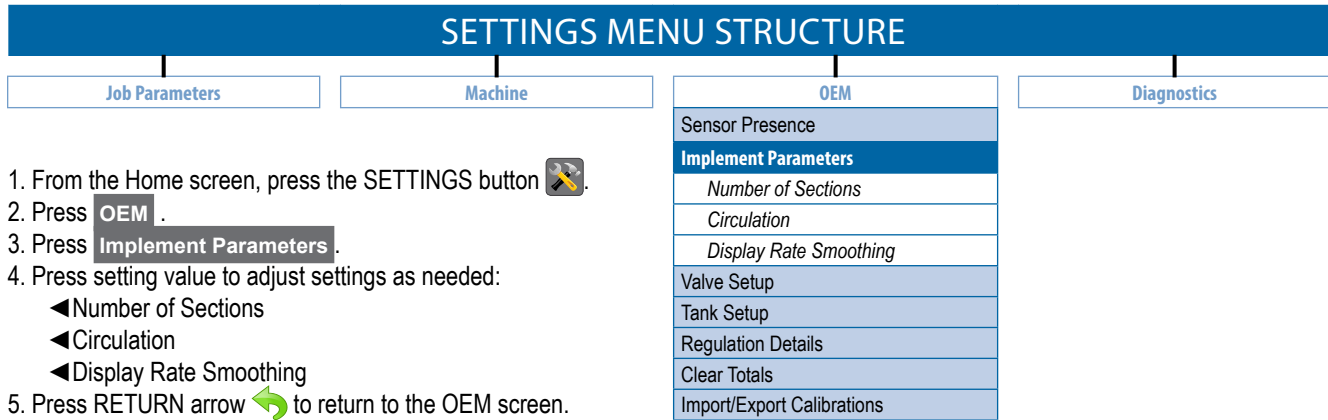 SETTINGS MENU STRUCTURE
Job Parameters
Machine
OEM
Diagnostics
Sensor Presence
Implement Parameters
Number of Sections
Circulation
Display Rate Smoothing
Valve Setup
Tank Setup
Regulation Details
Clear Totals
Import/Export Calibrations
1. From the Home screen, press the SETTINGS button .
2. Press OEM .
3. Press Implement Parameters .
4. Press setting value to adjust settings as needed:
◄Number of Sections
◄Circulation
◄Display Rate Smoothing
5. Press RETURN arrow to return to the OEM screen.